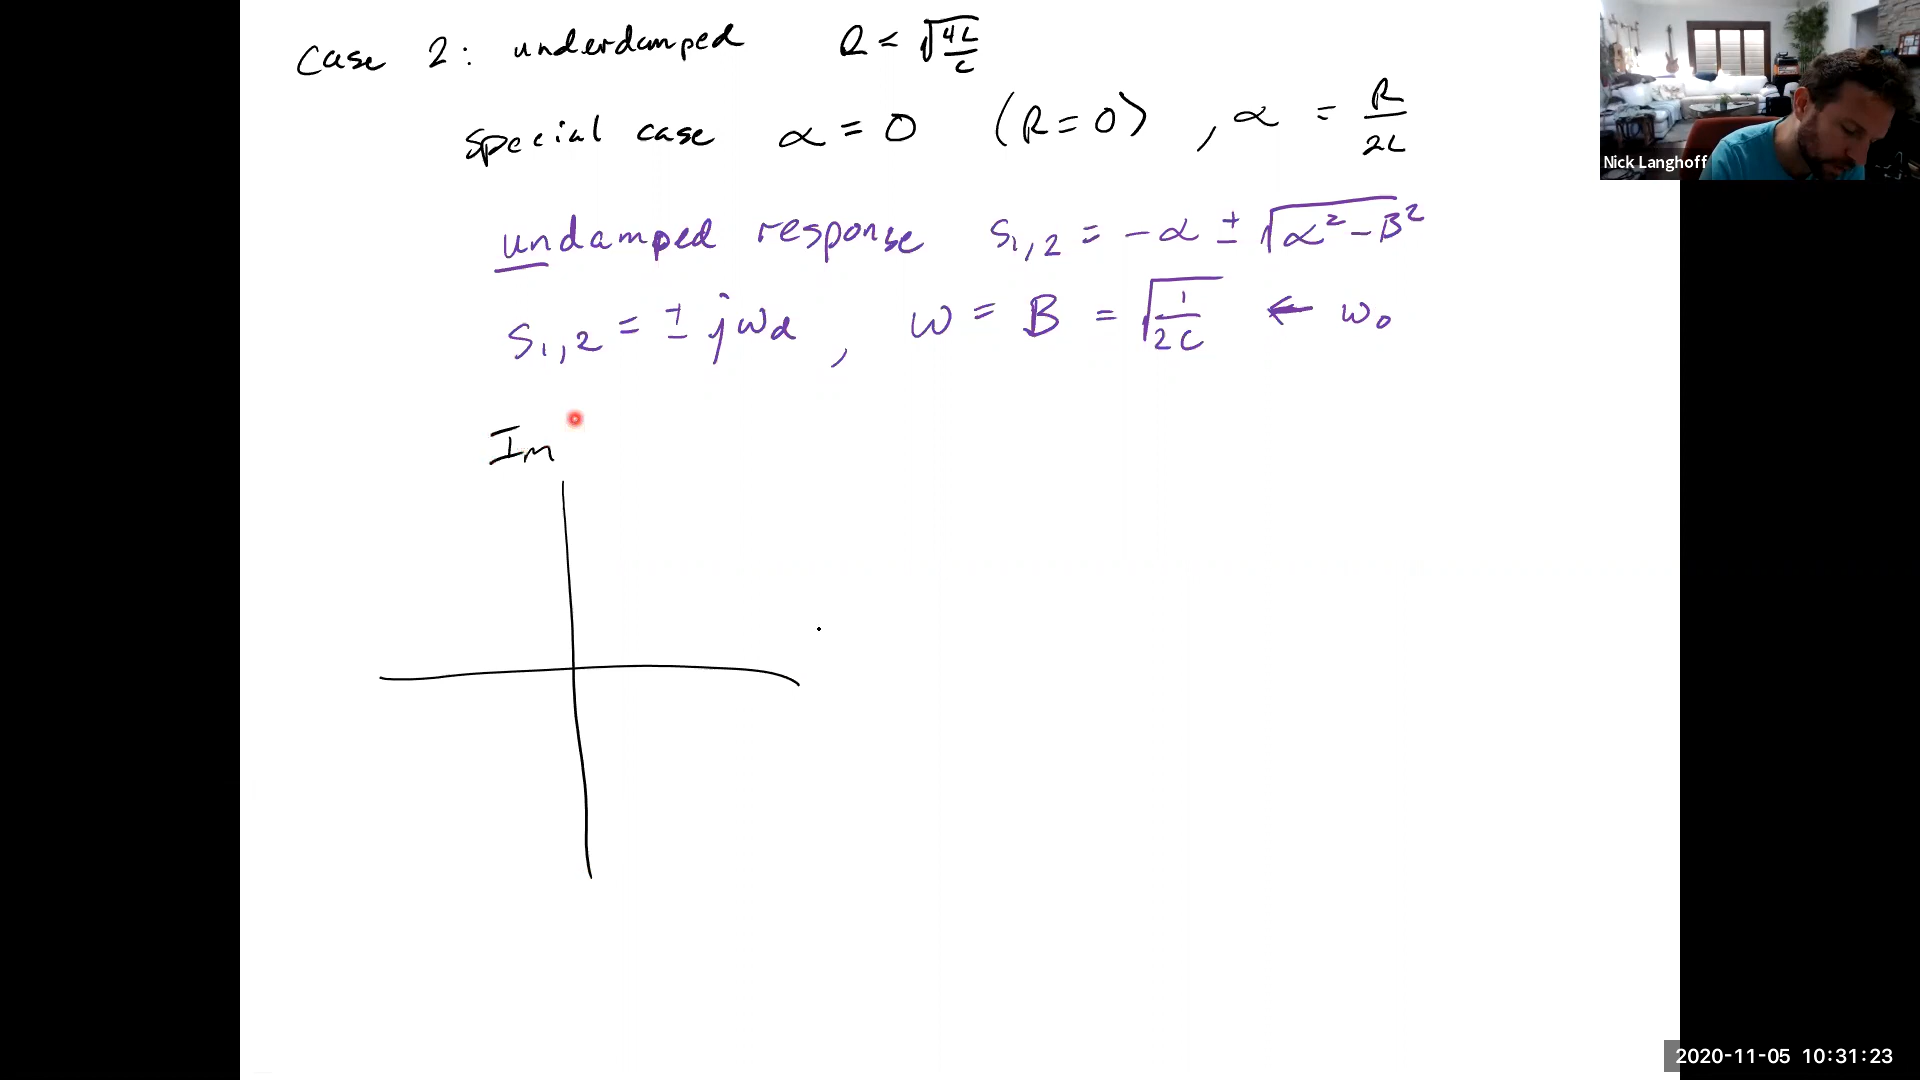 Case 2: underdamped R < √(4L/C)
special case α = 0 (R = 0), α = R/2L
undamped response s1,2 = -α ± √(α² - B²)
s1,2 = ± jωd, ω = B = √(1/2C) ← ω0
Im
Nick Langhoff
2020-11-05 10:31:23